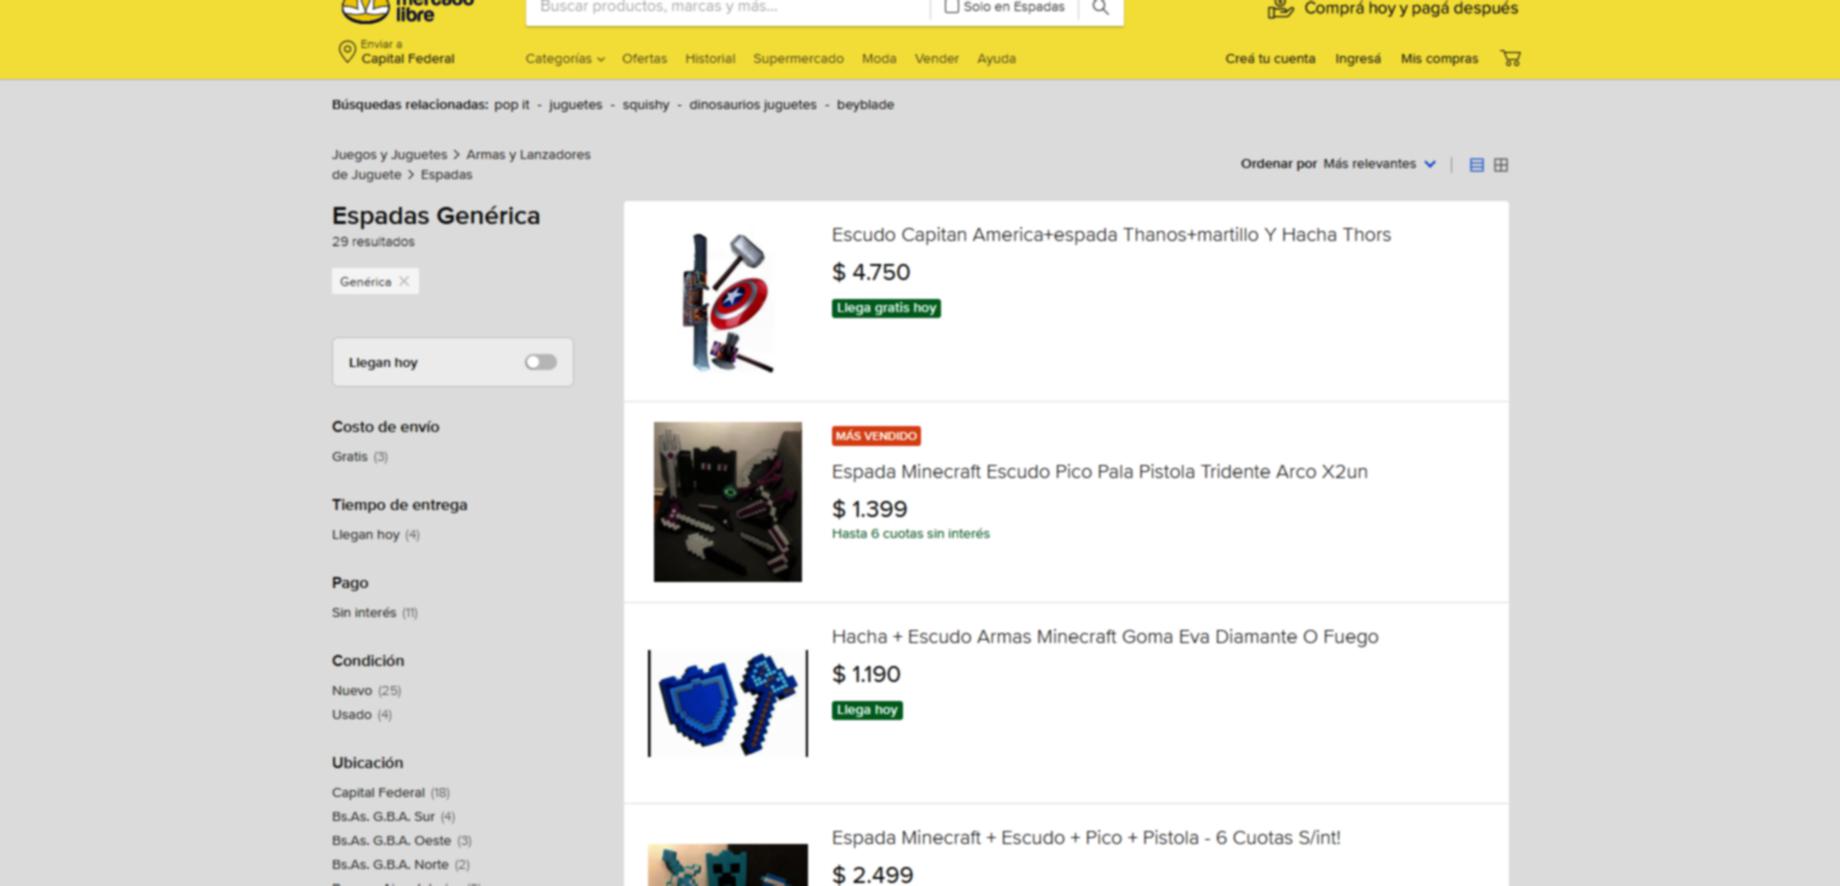 mercado
libre
Buscar productos, marcas y más...
Solo en Espadas
Comprá hoy y pagá después
Enviar a
Capital Federal
Categorías Ofertas Historial Supermercado Moda Vender Ayuda
Creá tu cuenta Ingresá Mis compras
Búsquedas relacionadas: pop it - juguetes - squishy - dinosaurios juguetes - beyblade
Juegos y Juguetes > Armas y Lanzadores
de Juguete > Espadas
Ordenar por Más relevantes
Espadas Genérica
29 resultados
Genérica
Llegan hoy
Costo de envío
Gratis (3)
Tiempo de entrega
Llegan hoy (4)
Pago
Sin interés (11)
Condición
Nuevo (25)
Usado (4)
Ubicación
Capital Federal (18)
Bs.As. G.B.A. Sur (4)
Bs.As. G.B.A. Oeste (3)
Bs.As. G.B.A. Norte (2)
Escudo Capitan America+espada Thanos+martillo Y Hacha Thors
$ 4.750
Llega gratis hoy
MÁS VENDIDO
Espada Minecraft Escudo Pico Pala Pistola Tridente Arco X2un
$ 1.399
Hasta 6 cuotas sin interés
Hacha + Escudo Armas Minecraft Goma Eva Diamante O Fuego
$ 1.190
Llega hoy
Espada Minecraft + Escudo + Pico + Pistola - 6 Cuotas S/int!
$ 2.499